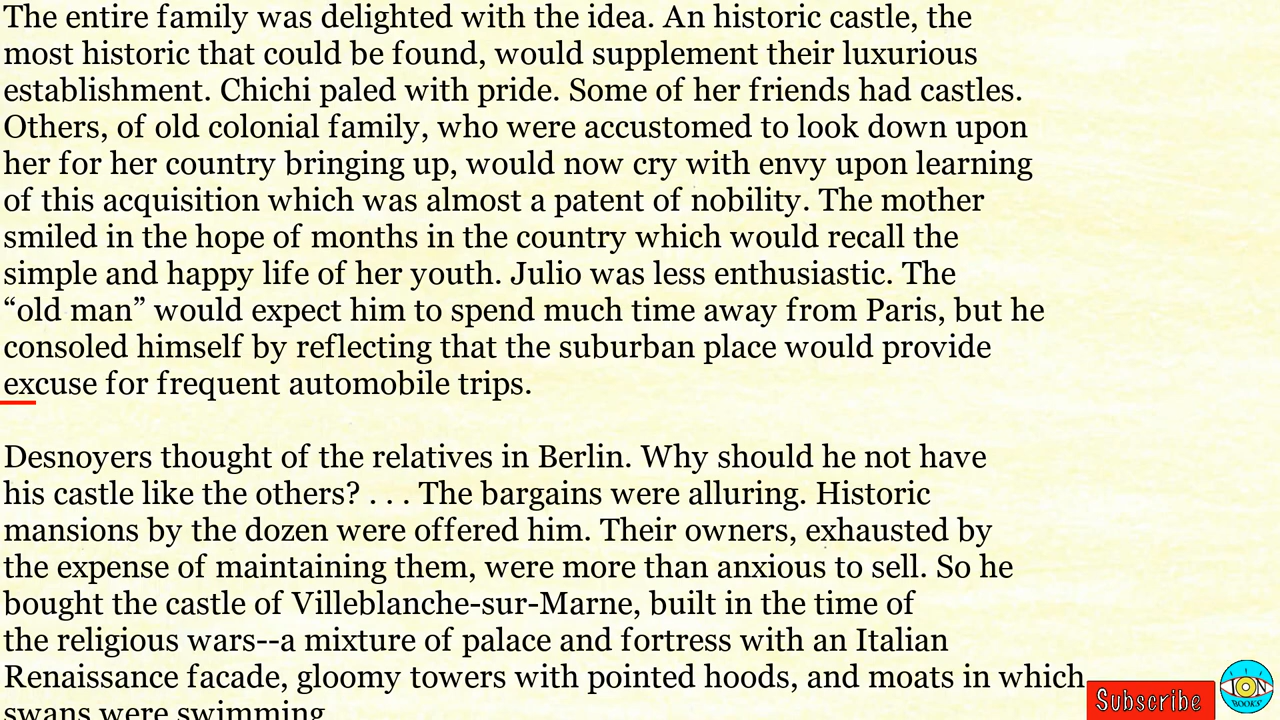 The entire family was delighted with the idea. An historic castle, the
most historic that could be found, would supplement their luxurious
establishment. Chichi paled with pride. Some of her friends had castles.
Others, of old colonial family, who were accustomed to look down upon
her for her country bringing up, would now cry with envy upon learning
of this acquisition which was almost a patent of nobility. The mother
smiled in the hope of months in the country which would recall the
simple and happy life of her youth. Julio was less enthusiastic. The
“old man” would expect him to spend much time away from Paris, but he
consoled himself by reflecting that the suburban place would provide
excuse for frequent automobile trips.
Desnoyers thought of the relatives in Berlin. Why should he not have
his castle like the others? . . . The bargains were alluring. Historic
mansions by the dozen were offered him. Their owners, exhausted by
the expense of maintaining them, were more than anxious to sell. So he
bought the castle of Villeblanche-sur-Marne, built in the time of
the religious wars--a mixture of palace and fortress with an Italian
Renaissance facade, gloomy towers with pointed hoods, and moats in which
swans were swimming
Subscribe
ION
BOOKS